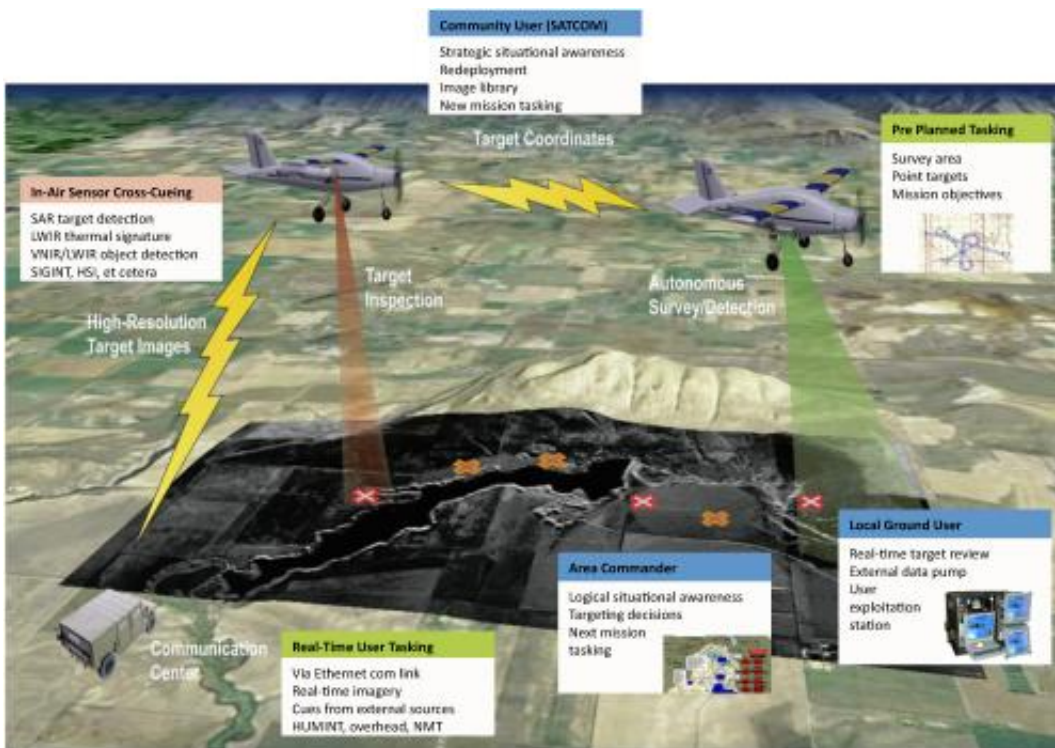 Community User (SATCOM)
Strategic situational awareness
Redeployment
Image library
New mission tasking
Target Coordinates
Pre Planned Tasking
Survey area
Point targets
Mission objectives
In-Air Sensor Cross-Cueing
SAR target detection
LWIR thermal signature
VNIR/LWIR object detection
SIGINT, HSI, et cetera
Target
Inspection
Autonomous
Survey/Detection
High-Resolution
Target Images
Local Ground User
Real-time target review
External data pump
User
exploitation
station
Area Commander
Logical situational awareness
Targeting decisions
Next mission
tasking
Communication
Center
Real-Time User Tasking
Via Ethernet com link
Real-time imagery
Cues from external sources
HUMINT, overhead, NMT